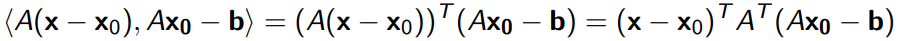 ⟨A(x − x₀), Ax₀ − b⟩ = (A(x − x₀))ᵀ(Ax₀ − b) = (x − x₀)ᵀAᵀ(Ax₀ − b)